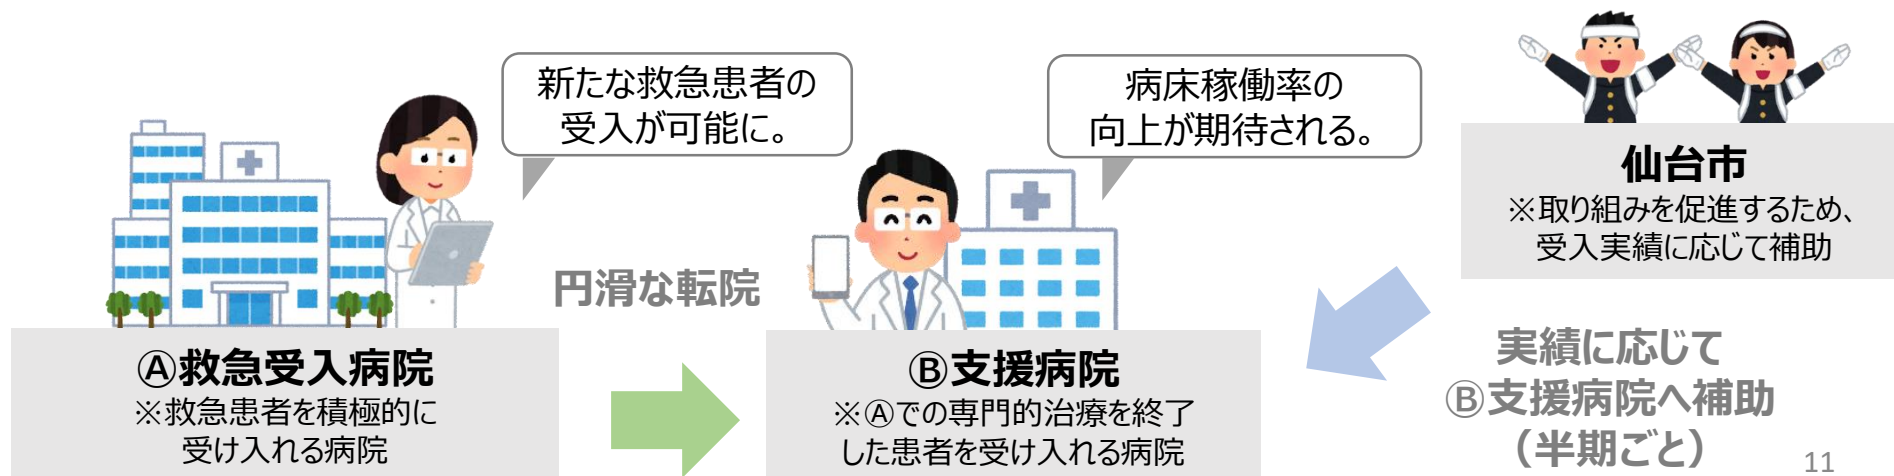 新たな救急患者の
受入が可能に。
病床稼働率の
向上が期待される。
仙台市
※取り組みを促進するため、
受入実績に応じて補助
円滑な転院
Ⓐ救急受入病院
※救急患者を積極的に
受け入れる病院
Ⓑ支援病院
※Ⓐでの専門的治療を終了
した患者を受け入れる病院
実績に応じて
Ⓑ支援病院へ補助
（半期ごと）
11